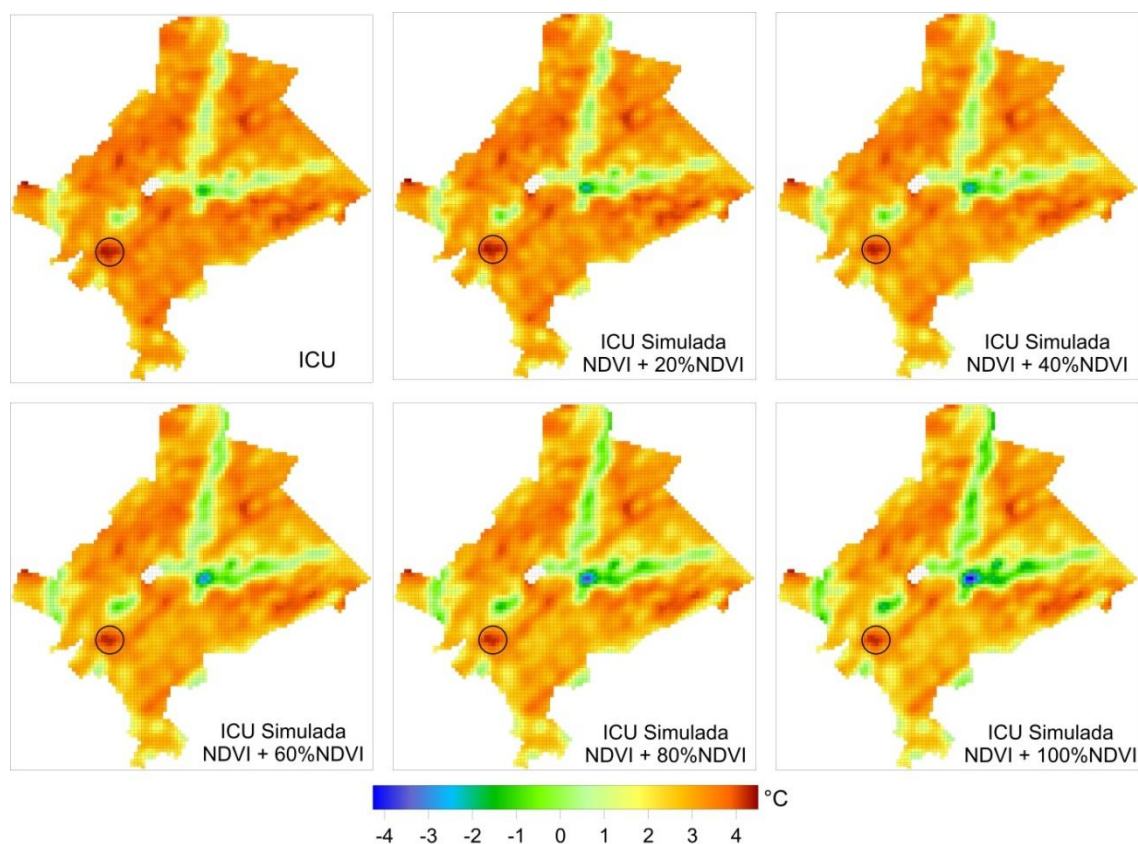 ICU
ICU Simulada
NDVI + 20%NDVI
ICU Simulada
NDVI + 40%NDVI
ICU Simulada
NDVI + 60%NDVI
ICU Simulada
NDVI + 80%NDVI
ICU Simulada
NDVI + 100%NDVI
°C
-4 -3 -2 -1 0 1 2 3 4